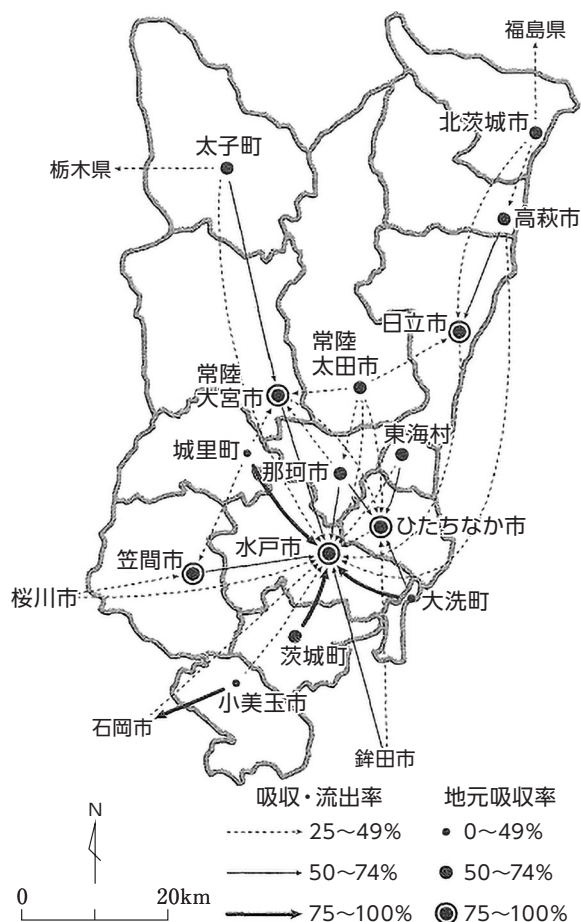 福島県
北茨城市
太子町
栃木県
高萩市
日立市
常陸
太田市
常陸
大宮市
東海村
城里町
那珂市
ひたちなか市
水戸市
笠間市
桜川市
大洗町
茨城町
小美玉市
石岡市
鉾田市
吸収・流出率
25〜49%
50〜74%
75〜100%
地元吸収率
0〜49%
50〜74%
75〜100%
N
0 20km